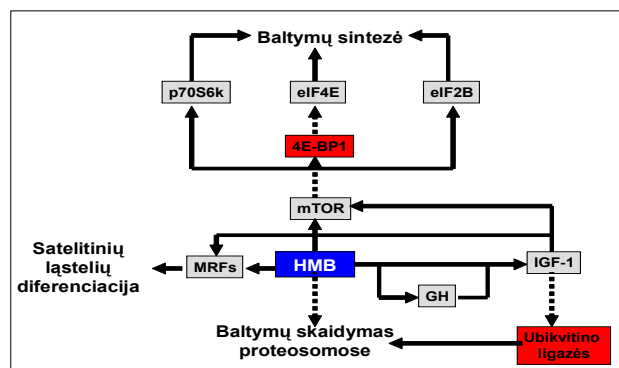 Baltymų sintezė
p70S6k
eIF4E
eIF2B
4E-BP1
mTOR
Satelitinių
ląstelių
diferenciacija
MRFs
HMB
IGF-1
GH
Baltymų skaidymas
proteosomose
Ubikvitino
ligazės